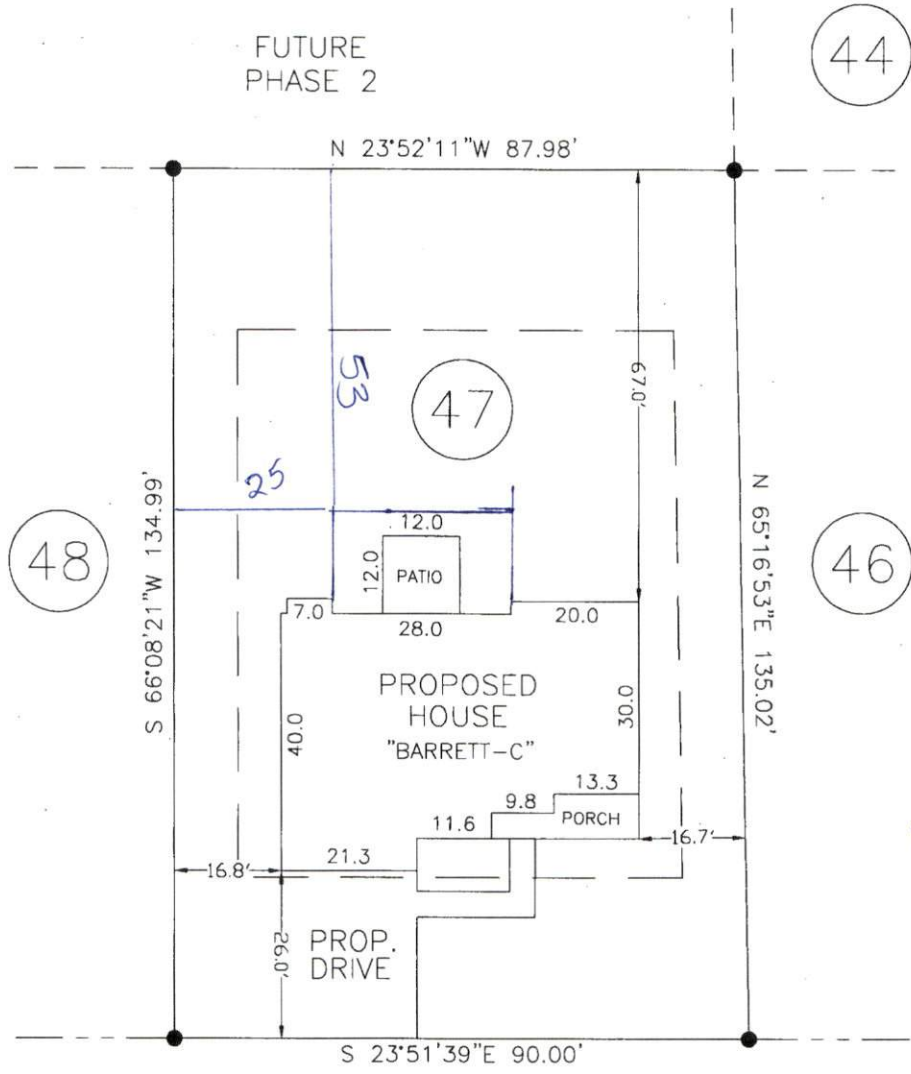 FUTURE
PHASE 2
44
N 23°52'11"W 87.98'
53
47
67.0'
25
12.0
12.0
PATIO
48
S 66°08'21"W 134.99'
N 65°16'53"E 135.02'
46
7.0
28.0
20.0
PROPOSED
HOUSE
"BARRETT-C"
40.0
30.0
13.3
9.8
PORCH
11.6
16.7'
16.8'
21.3
26.0'
PROP.
DRIVE
S 23°51'39"E 90.00'